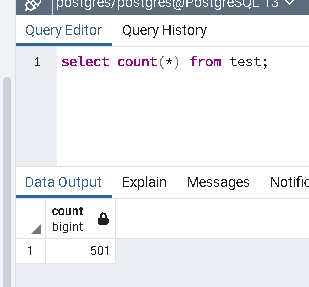 postgres/postgres@PostgreSQL 13
Query Editor Query History
1 select count(*) from test;
Data Output Explain Messages Notific
count
bigint
1 501